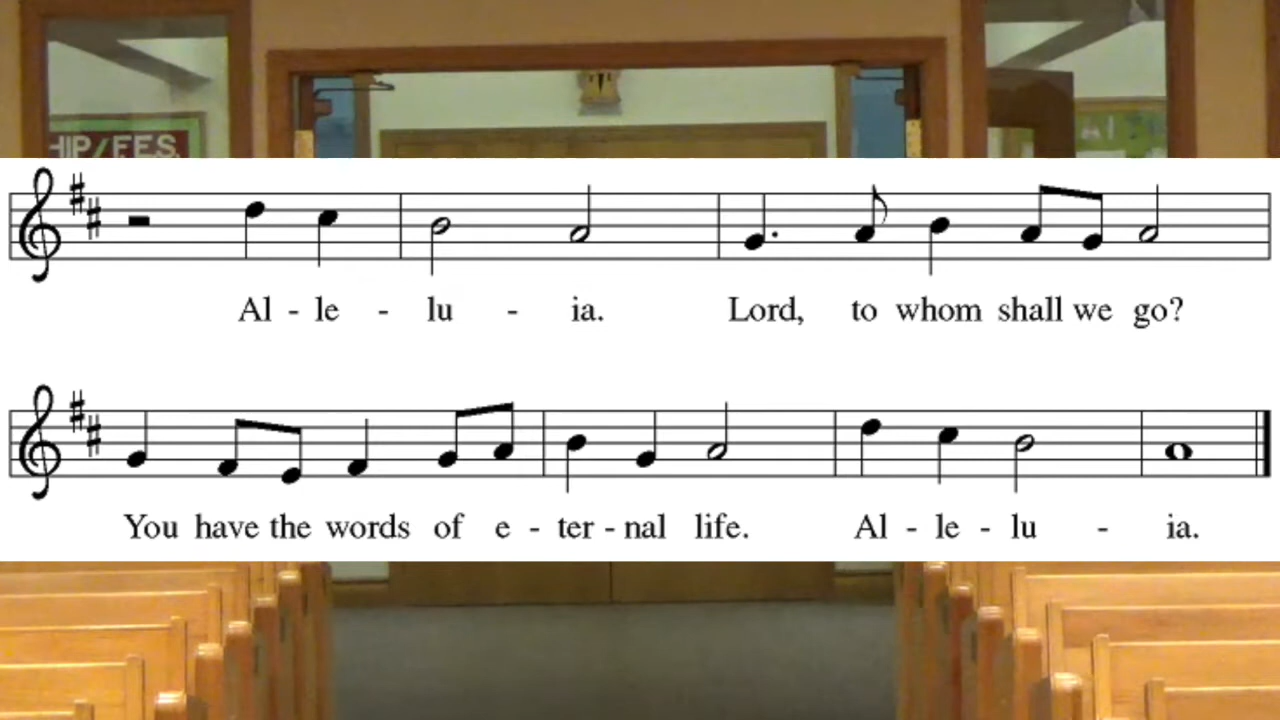 HIP/FES.
Al - le - lu - ia. Lord, to whom shall we go?
You have the words of e - ter - nal life. Al - le - lu - ia.